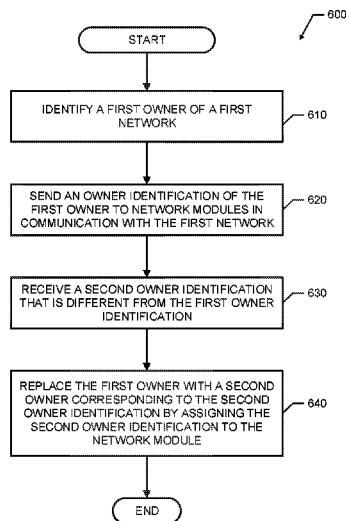 600
START
IDENTIFY A FIRST OWNER OF A FIRST
NETWORK
610
SEND AN OWNER IDENTIFICATION OF THE
FIRST OWNER TO NETWORK MODULES IN
COMMUNICATION WITH THE FIRST NETWORK
620
RECEIVE A SECOND OWNER IDENTIFICATION
THAT IS DIFFERENT FROM THE FIRST OWNER
IDENTIFICATION
630
REPLACE THE FIRST OWNER WITH A SECOND
OWNER CORRESPONDING TO THE SECOND
OWNER IDENTIFICATION BY ASSIGNING THE
SECOND OWNER IDENTIFICATION TO THE
NETWORK MODULE
640
END